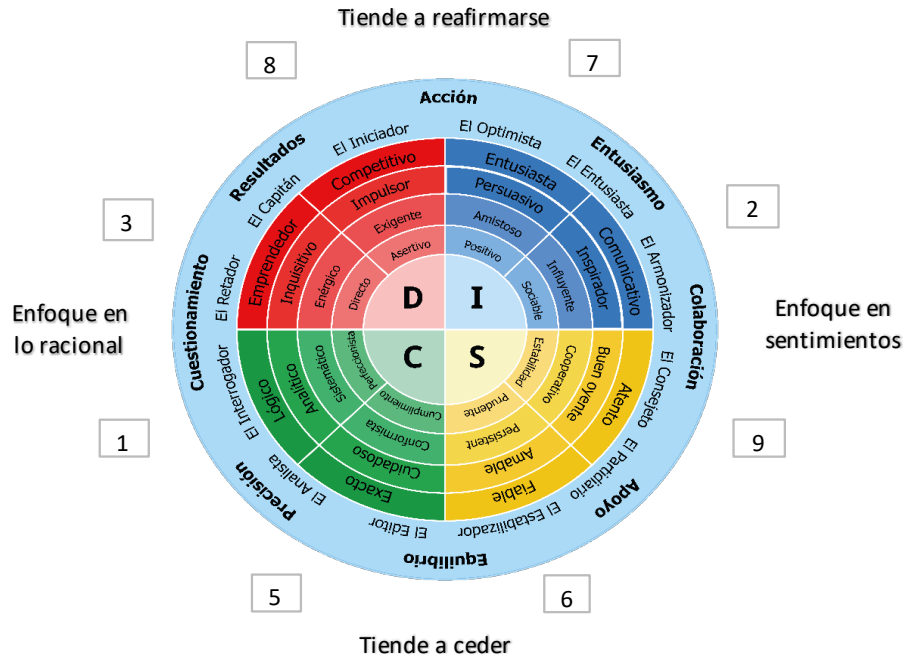 Tiende a reafirmarse
8
7
Acción
Resultados
Entusiasmo
El Iniciador
El Optimista
El Capitán
El Entusiasta
3
2
Competitivo
Entusiasta
Impulsor
Persuasivo
Exigente
Amistoso
Asertivo
Positivo
Emprendedor
Inquisitivo
Enérgico
Directo
Sociable
Influyente
Inspirador
Comunicativo
El Retador
El Armonizador
D
I
Enfoque en
lo racional
Cuestionamiento
Colaboración
Enfoque en
sentimientos
C
S
El Interrogador
El Consejeto
Lógico
Analítico
Sistemático
Perfeccionista
Estabilidad
Cooperativo
Buen oyente
Atento
Cumplimiento
Prudente
Conformista
Persistent
Cuidadoso
Amable
Exacto
Fiable
1
9
El Analista
El Partidiario
Precisión
Apoyo
El Editor
El Estabilizador
Equilibrio
5
6
Tiende a ceder